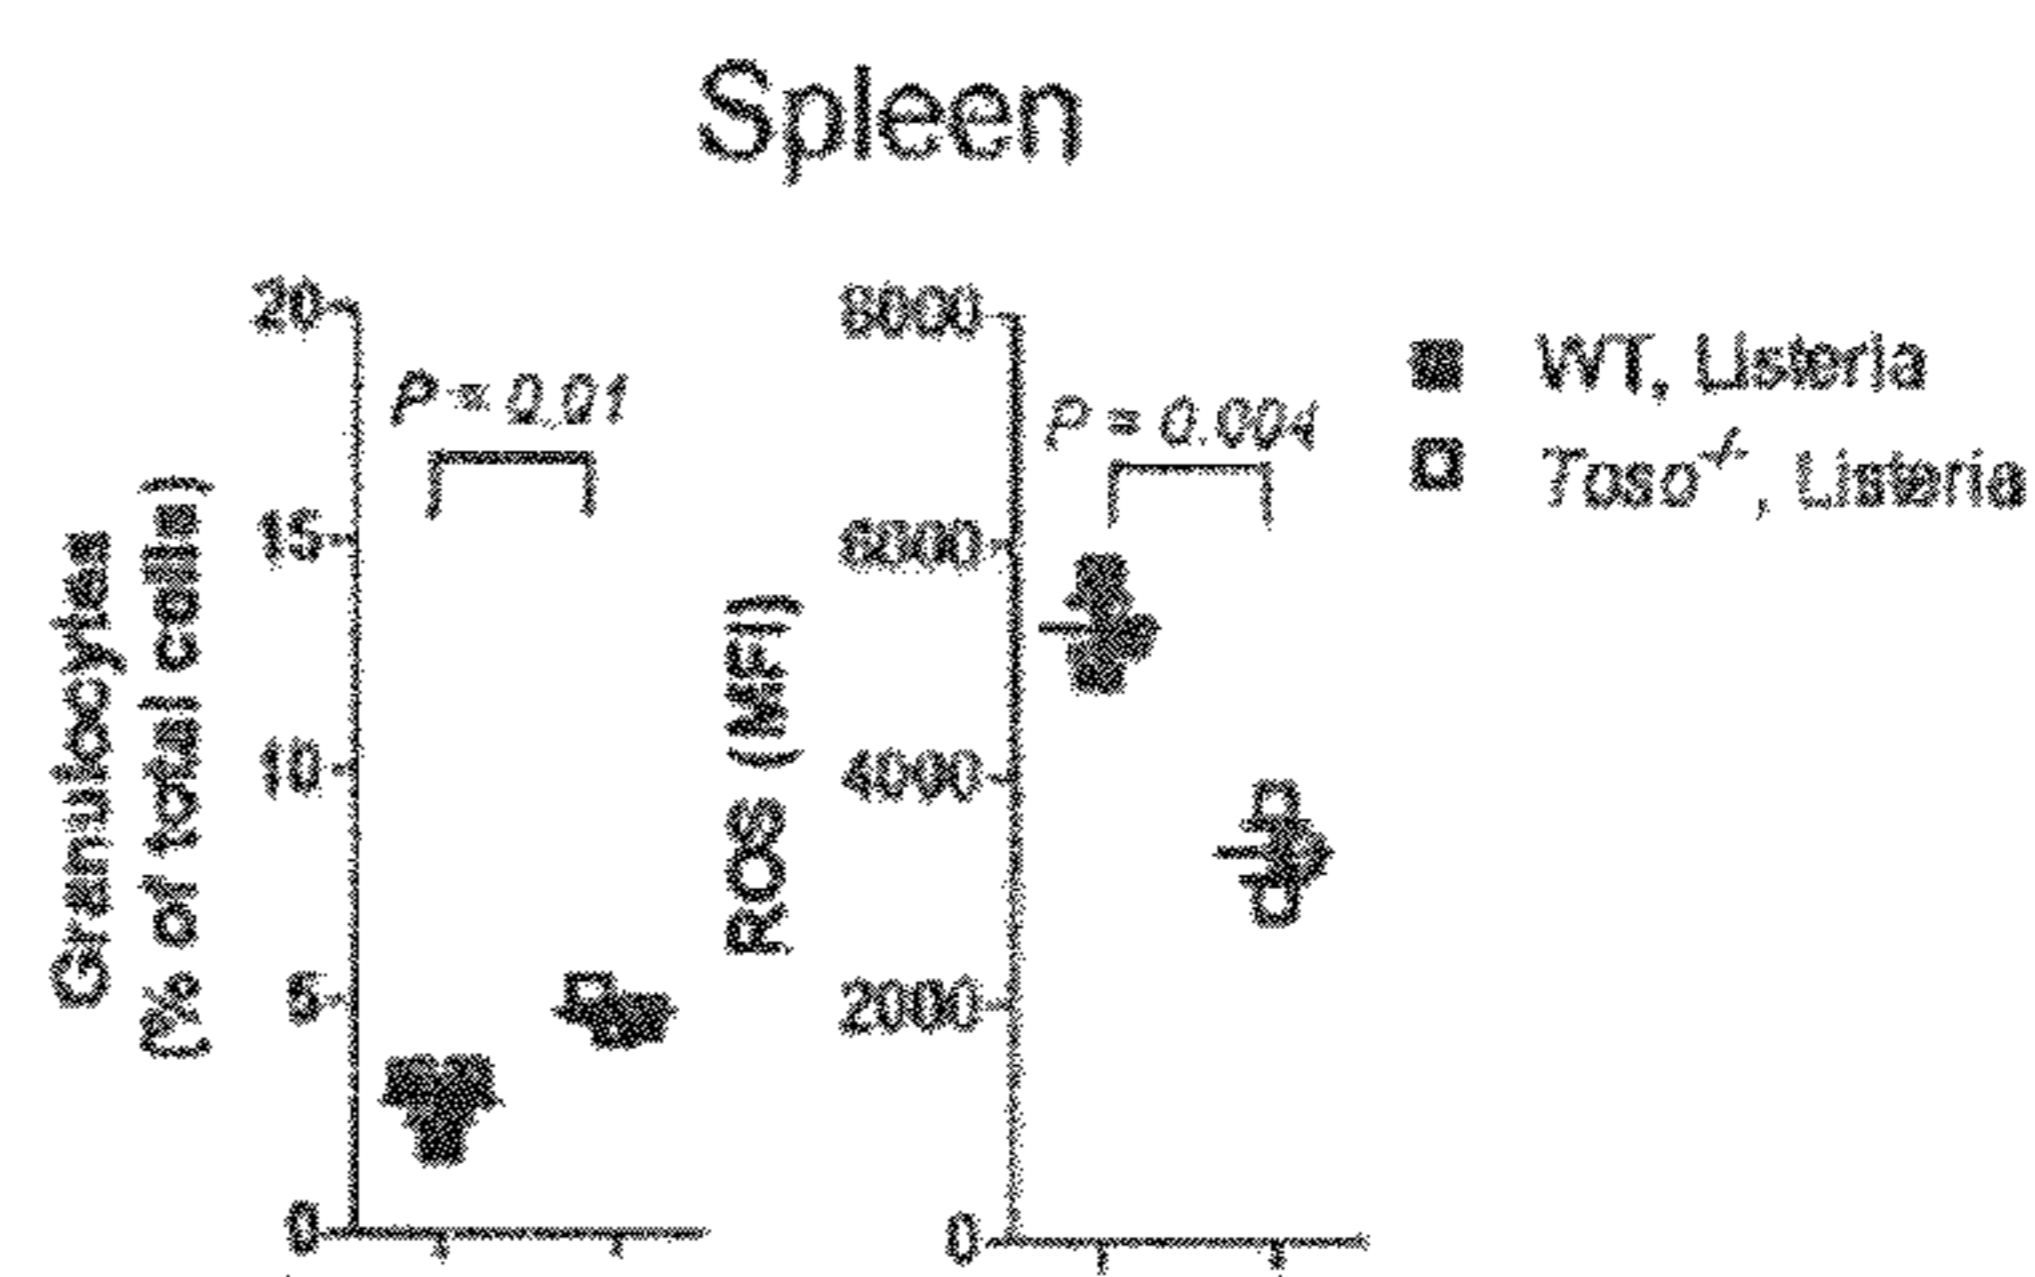 Spleen
Granulocytes
(% of total cells)
20
15
10
5
0
P = 0.01
ROS (MFI)
8000
6000
4000
2000
0
P = 0.004
WT, Listeria
Toso-/-, Listeria